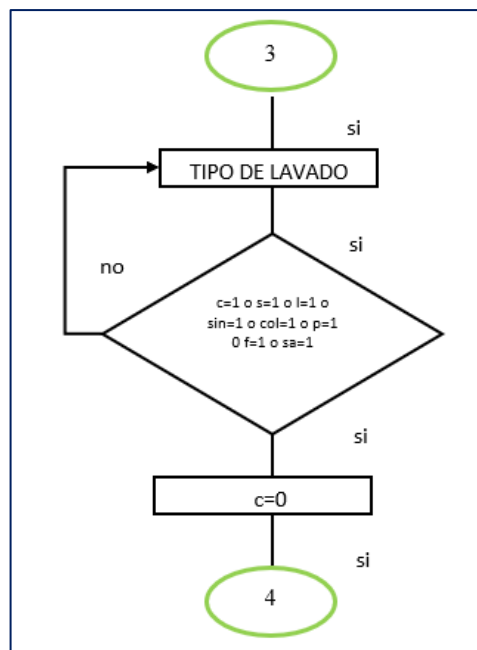 3
si
TIPO DE LAVADO
si
no
c=1 o s=1 o l=1 o
sin=1 o col=1 o p=1
0 f=1 o sa=1
si
c=0
si
4